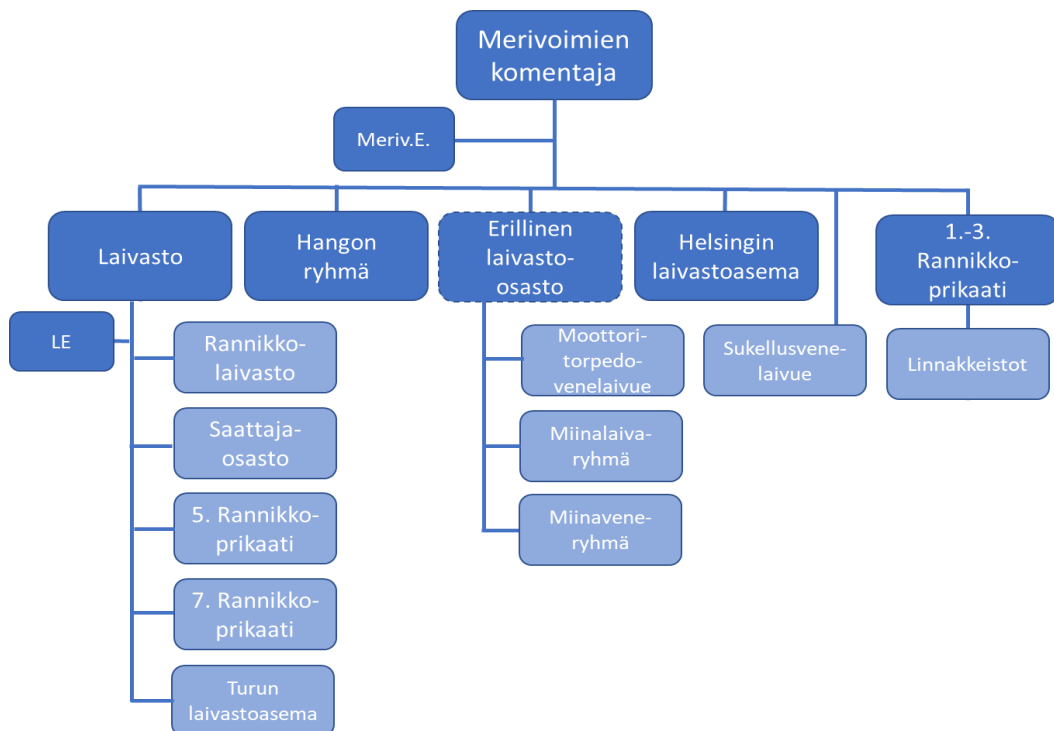 Merivoimien
komentaja
Meriv.E.
Laivasto
Hangon
ryhmä
Erillinen
laivasto-
osasto
Helsingin
laivastoasema
1.-3.
Rannikko-
prikaati
LE
Rannikko-
laivasto
Saattaja-
osasto
5. Rannikko-
prikaati
7. Rannikko-
prikaati
Turun
laivastoasema
Moottori-
torpedo-
venelaivue
Miinalaiva-
ryhmä
Miinavene-
ryhmä
Sukellusvene-
laivue
Linnakkeistot